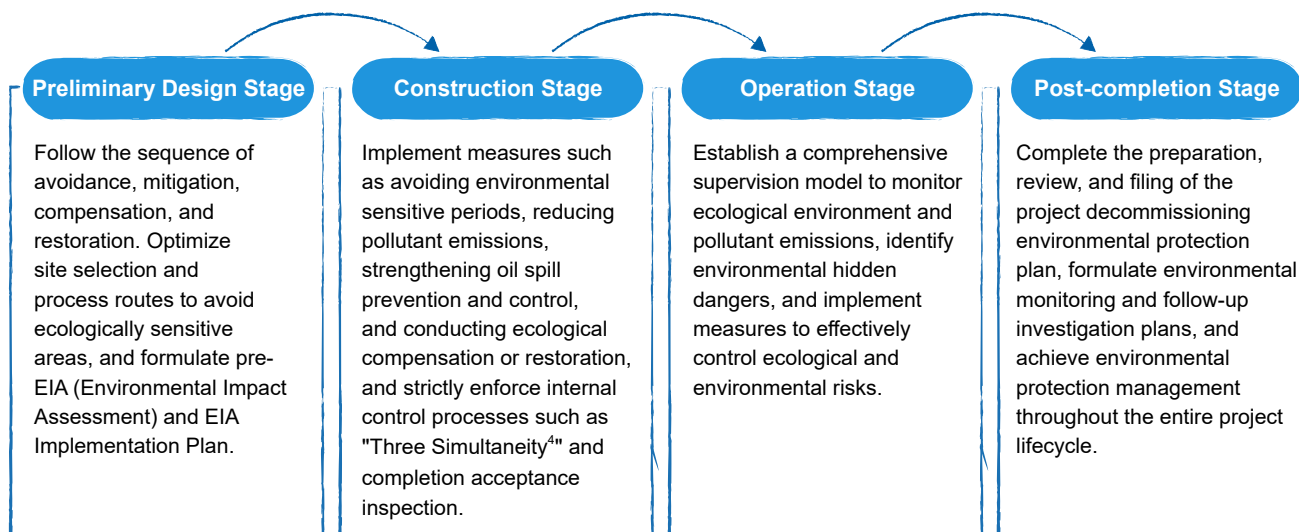 Preliminary Design Stage
Follow the sequence of
avoidance, mitigation,
compensation, and
restoration. Optimize
site selection and
process routes to avoid
ecologically sensitive
areas, and formulate pre-
EIA (Environmental Impact
Assessment) and EIA
Implementation Plan.
Construction Stage
Implement measures such
as avoiding environmental
sensitive periods, reducing
pollutant emissions,
strengthening oil spill
prevention and control,
and conducting ecological
compensation or restoration,
and strictly enforce internal
control processes such as
"Three Simultaneity⁴" and
completion acceptance
inspection.
Operation Stage
Establish a comprehensive
supervision model to monitor
ecological environment and
pollutant emissions, identify
environmental hidden
dangers, and implement
measures to effectively
control ecological and
environmental risks.
Post-completion Stage
Complete the preparation,
review, and filing of the
project decommissioning
environmental protection
plan, formulate environmental
monitoring and follow-up
investigation plans, and
achieve environmental
protection management
throughout the entire project
lifecycle.